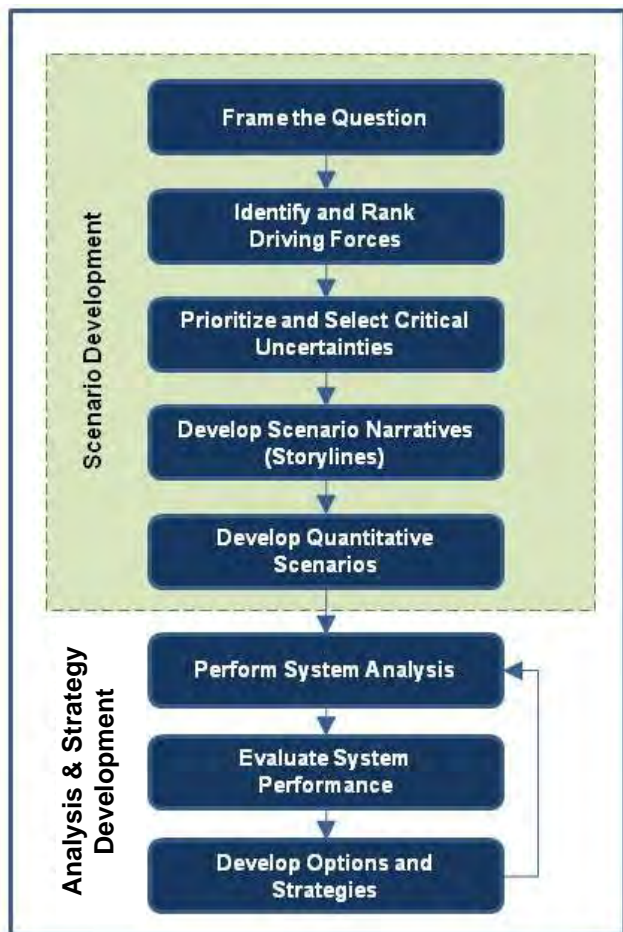 Scenario Development
Frame the Question
Identify and Rank
Driving Forces
Prioritize and Select Critical
Uncertainties
Develop Scenario Narratives
(Storylines)
Develop Quantitative
Scenarios
Analysis & Strategy
Development
Perform System Analysis
Evaluate System
Performance
Develop Options and
Strategies